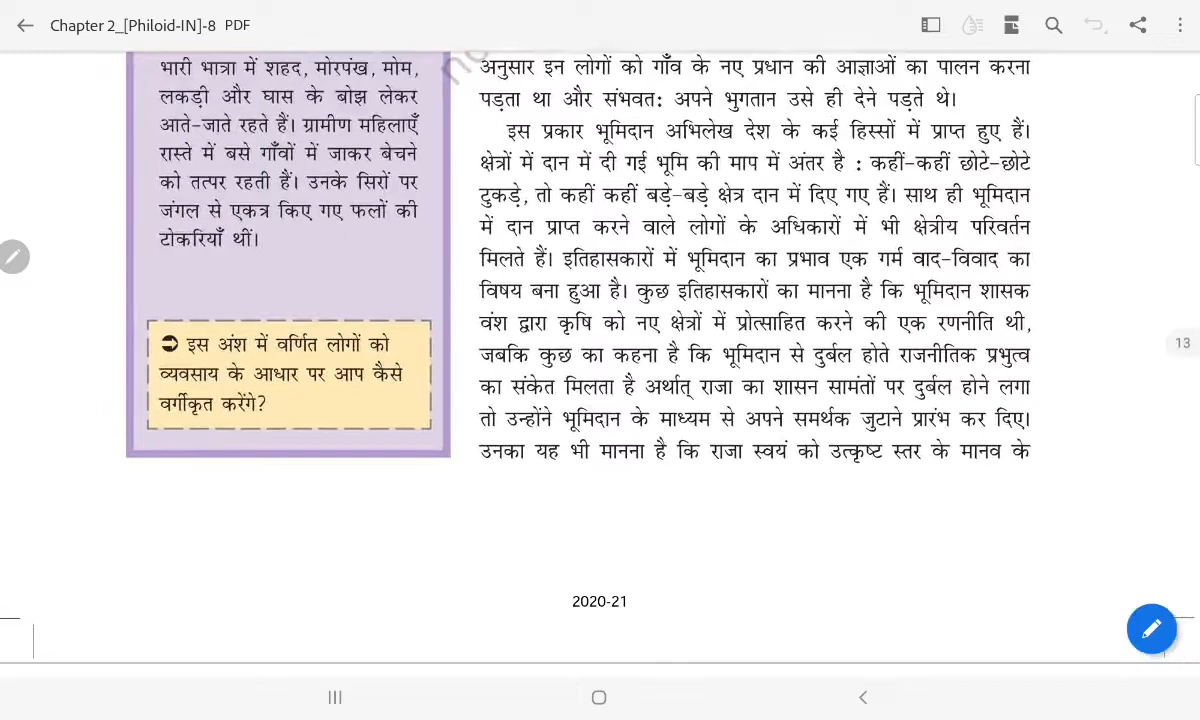 Chapter 2_[Philoid-IN]-8 PDF
भारी भात्रा में शहद, मोरपंख, मोम,
लकड़ी और घास के बोझ लेकर
आते-जाते रहते हैं। ग्रामीण महिलाएँ
रास्ते में बसे गाँवों में जाकर बेचने
को तत्पर रहती हैं। उनके सिरों पर
जंगल से एकत्र किए गए फलों की
टोकरियाँ थीं।
➲ इस अंश में वर्णित लोगों को
व्यवसाय के आधार पर आप कैसे
वर्गीकृत करेंगे?
अनुसार इन लोगों को गाँव के नए प्रधान की आज्ञाओं का पालन करना
पड़ता था और संभवत: अपने भुगतान उसे ही देने पड़ते थे।
इस प्रकार भूमिदान अभिलेख देश के कई हिस्सों में प्राप्त हुए हैं।
क्षेत्रों में दान में दी गई भूमि की माप में अंतर है : कहीं-कहीं छोटे-छोटे
टुकड़े, तो कहीं कहीं बड़े-बड़े क्षेत्र दान में दिए गए हैं। साथ ही भूमिदान
में दान प्राप्त करने वाले लोगों के अधिकारों में भी क्षेत्रीय परिवर्तन
मिलते हैं। इतिहासकारों में भूमिदान का प्रभाव एक गर्म वाद-विवाद का
विषय बना हुआ है। कुछ इतिहासकारों का मानना है कि भूमिदान शासक
वंश द्वारा कृषि को नए क्षेत्रों में प्रोत्साहित करने की एक रणनीति थी,
जबकि कुछ का कहना है कि भूमिदान से दुर्बल होते राजनीतिक प्रभुत्व
का संकेत मिलता है अर्थात् राजा का शासन सामंतों पर दुर्बल होने लगा
तो उन्होंने भूमिदान के माध्यम से अपने समर्थक जुटाने प्रारंभ कर दिए।
उनका यह भी मानना है कि राजा स्वयं को उत्कृष्ट स्तर के मानव के
13
2020-21